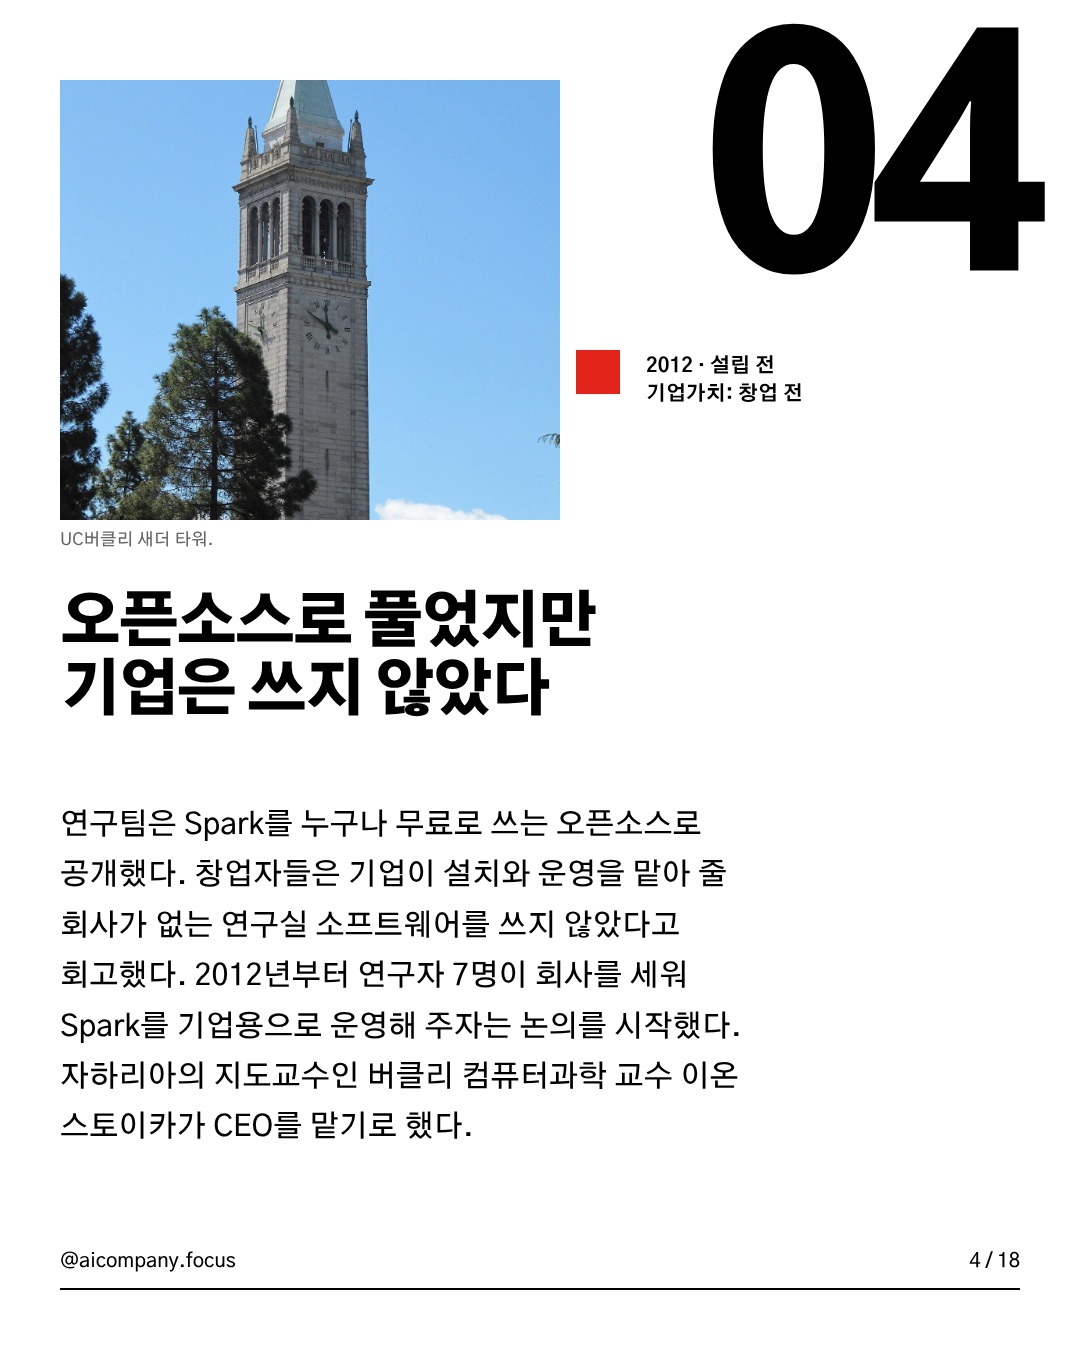 04
2012 · 설립 전
기업가치: 창업 전
UC버클리 새더 타워.
오픈소스로 풀었지만
기업은 쓰지 않았다
연구팀은 Spark를 누구나 무료로 쓰는 오픈소스로
공개했다. 창업자들은 기업이 설치와 운영을 맡아 줄
회사가 없는 연구실 소프트웨어를 쓰지 않았다고
회고했다. 2012년부터 연구자 7명이 회사를 세워
Spark를 기업용으로 운영해 주자는 논의를 시작했다.
자하리아의 지도교수인 버클리 컴퓨터과학 교수 이온
스토이카가 CEO를 맡기로 했다.
@aicompany.focus
4 / 18